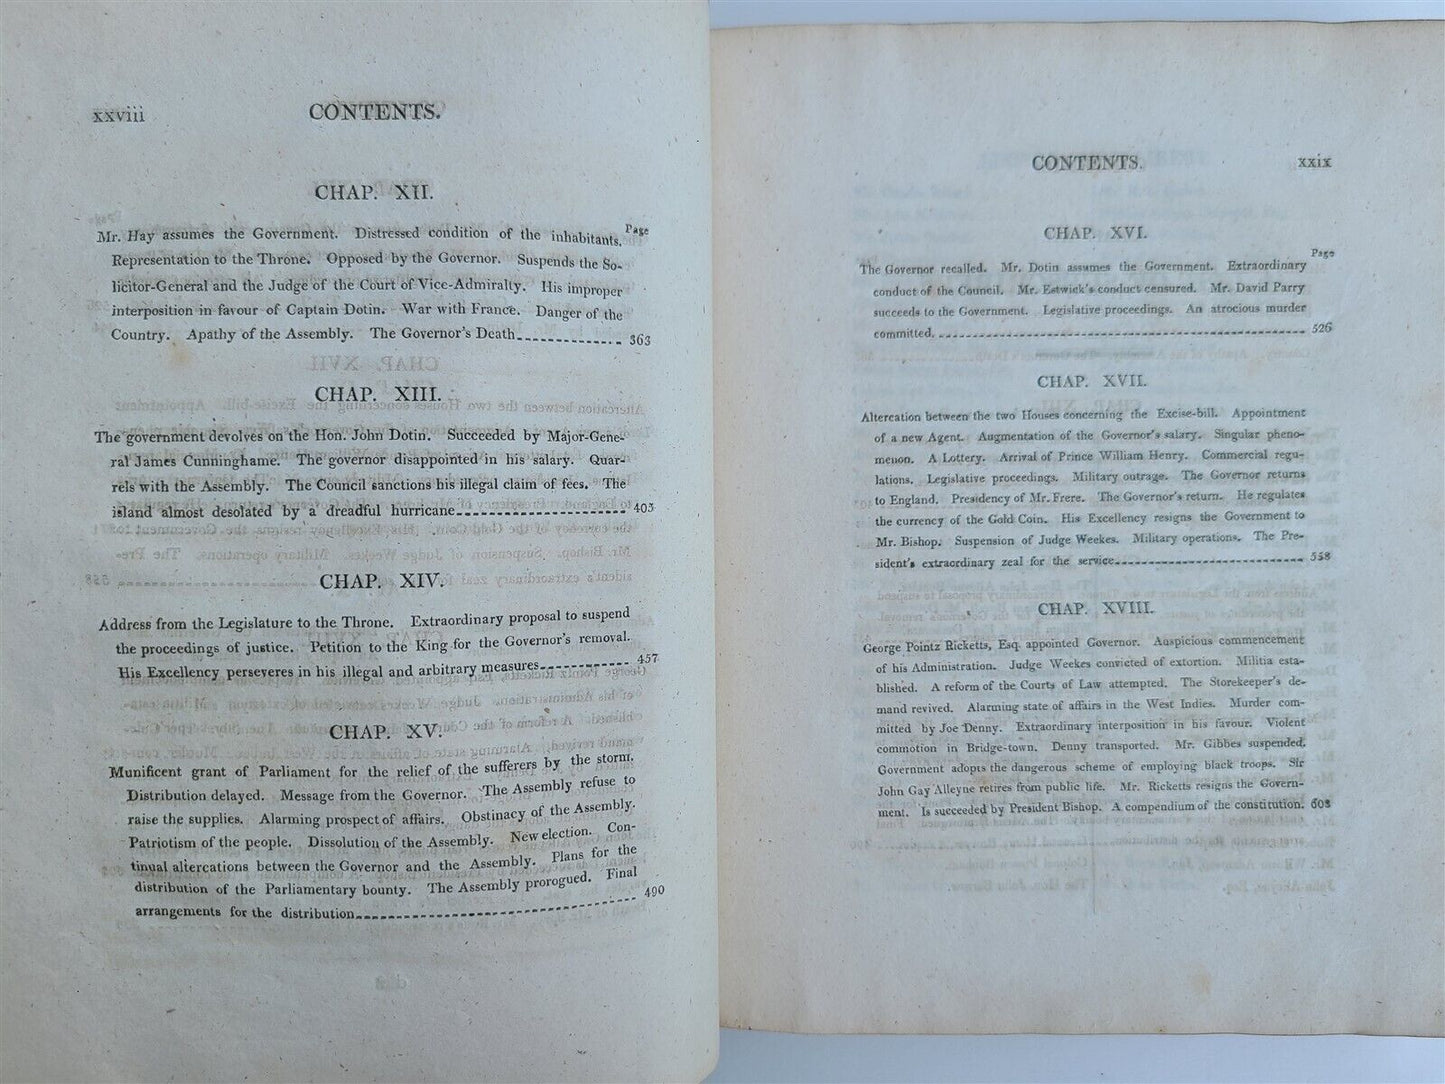 xxviii CONTENTS.
CHAP. XII.
Page
Mr. Hay assumes the Government. Distressed condition of the inhabitants.
Representation to the Throne. Opposed by the Governor. Suspends the So-
licitor-General and the Judge of the Court of Vice-Admiralty. His improper
interposition in favour of Captain Dotin. War with France. Danger of the
Country. Apathy of the Assembly. The Governor's Death 363
CHAP. XIII.
The government devolves on the Hon. John Dotin. Succeeded by Major-Gene-
ral James Cunninghame. The governor disappointed in his salary. Quar-
rels with the Assembly. The Council sanctions his illegal claim of fees. The
island almost desolated by a dreadful hurricane 403
CHAP. XIV.
Address from the Legislature to the Throne. Extraordinary proposal to suspend
the proceedings of justice. Petition to the King for the Governor's removal.
His Excellency perseveres in his illegal and arbitrary measures 457
CHAP. XV.
Munificent grant of Parliament for the relief of the sufferers by the storm.
Distribution delayed. Message from the Governor. The Assembly refuse to
raise the supplies. Alarming prospect of affairs. Obstinacy of the Assembly.
Patriotism of the people. Dissolution of the Assembly. New election. Con-
tinual altercations between the Governor and the Assembly. Plans for the
distribution of the Parliamentary bounty. The Assembly prorogued. Final
arrangements for the distribution 490
CONTENTS. xxix
CHAP. XVI.
Page
The Governor recalled. Mr. Dotin assumes the Government. Extraordinary
conduct of the Council. Mr. Estwick's conduct censured. Mr. David Parry
succeeds to the Government. Legislative proceedings. An atrocious murder
committed. 526
CHAP. XVII.
Altercation between the two Houses concerning the Excise-bill. Appointment
of a new Agent. Augmentation of the Governor's salary. Singular pheno-
menon. A Lottery. Arrival of Prince William Henry. Commercial regu-
lations. Legislative proceedings. Military outrage. The Governor returns
to England. Presidency of Mr. Frere. The Governor's return. He regulates
the currency of the Gold Coin. His Excellency resigns the Government to
Mr. Bishop. Suspension of Judge Weekes. Military operations. The Pre-
sident's extraordinary zeal for the service 558
CHAP. XVIII.
George Pointz Ricketts, Esq. appointed Governor. Auspicious commencement
of his Administration. Judge Weekes convicted of extortion. Militia esta-
blished. A reform of the Courts of Law attempted. The Storekeeper's de-
mand revived. Alarming state of affairs in the West Indies. Murder com-
mitted by Joe Denny. Extraordinary interposition in his favour. Violent
commotion in Bridge-town. Denny transported. Mr. Gibbes suspended.
Government adopts the dangerous scheme of employing black troops. Sir
John Gay Alleyne retires from public life. Mr. Ricketts resigns the Govern-
ment. Is succeeded by President Bishop. A compendium of the constitution. 603